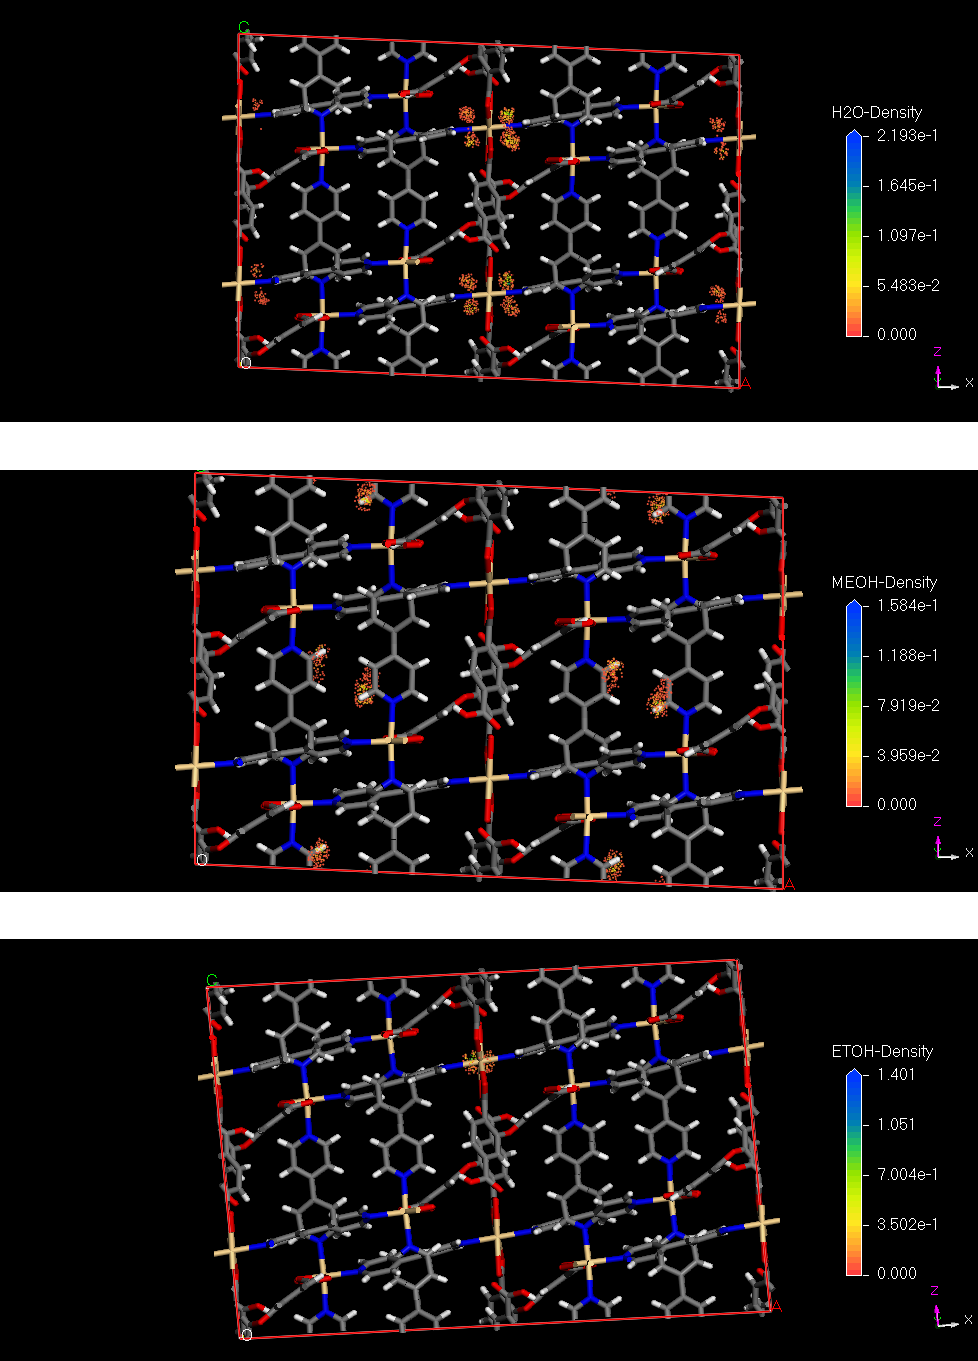 C
H2O-Density
2.193e-1
1.645e-1
1.097e-1
5.483e-2
0.000
O
A
Z
X
MEOH-Density
1.584e-1
1.188e-1
7.919e-2
3.959e-2
0.000
O
A
Z
X
C
ETOH-Density
1.401
1.051
7.004e-1
3.502e-1
0.000
O
A
Z
X